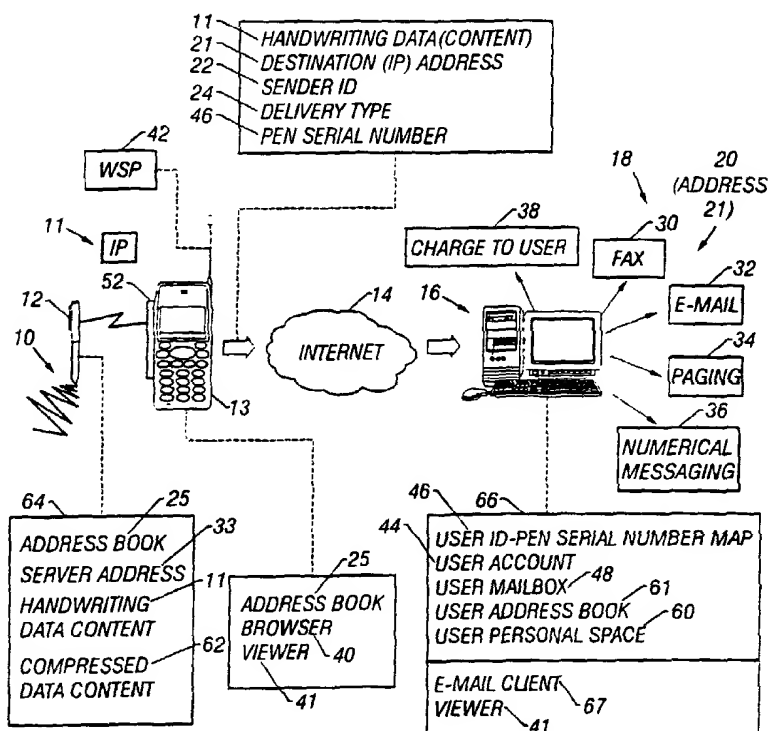 11 HANDWRITING DATA (CONTENT)
21 DESTINATION (IP) ADDRESS
22 SENDER ID
24 DELIVERY TYPE
46 PEN SERIAL NUMBER
42
WSP
11
IP
12
10
52
13
14
INTERNET
16
38
CHARGE TO USER
18
20
(ADDRESS
21)
30
FAX
32
E-MAIL
34
PAGING
36
NUMERICAL
MESSAGING
64
25
ADDRESS BOOK
33
SERVER ADDRESS
HANDWRITING 11
DATA CONTENT
62
COMPRESSED
DATA CONTENT
25
ADDRESS BOOK
BROWSER
VIEWER 40
41
46
66
44
USER ID-PEN SERIAL NUMBER MAP
USER ACCOUNT
USER MAILBOX 48
USER ADDRESS BOOK 61
USER PERSONAL SPACE 60
E-MAIL CLIENT
VIEWER 67
41